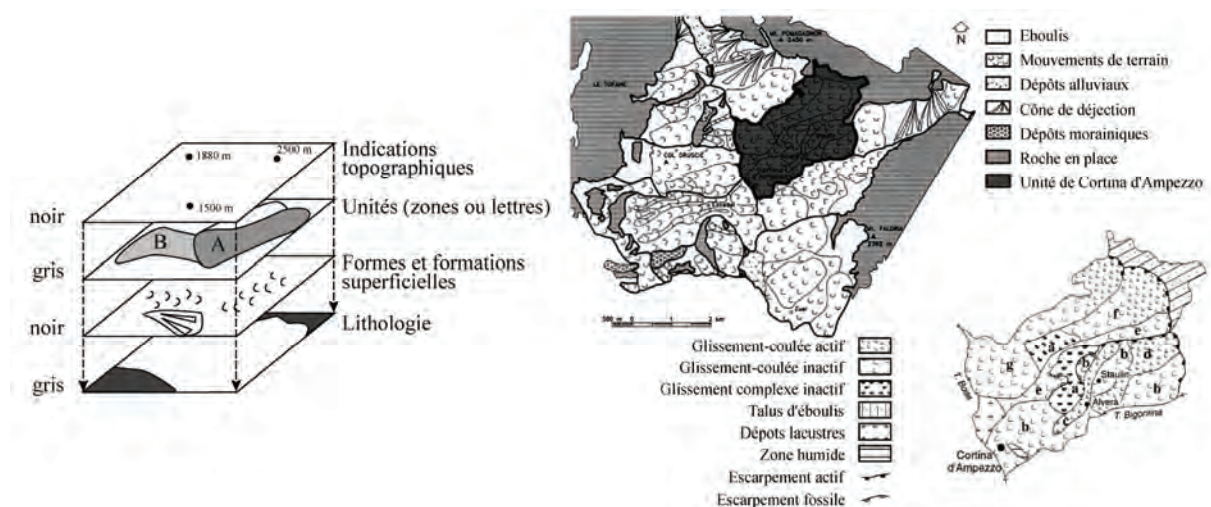 1880 m
2500 m
Indications
topographiques
1500 m
noir
Unités (zones ou lettres)
B
A
gris
Formes et formations
superficielles
noir
Lithologie
gris
LE TOFANE
COL DRUSCIÈ
N
Eboulis
Mouvements de terrain
Dépôts alluviaux
Cône de déjection
Dépôts morainiques
Roche en place
Unité de Cortina d'Ampezzo
Glissement-coulée actif
Glissement-coulée inactif
Glissement complexe inactif
Talus d'éboulis
Dépots lacustres
Zone humide
Escarpement actif
Escarpement fossile
f
e
a
g
b
b
d
Staulin
e
a
b
Alverà
c
b
T. Bigontina
Cortina
d'Ampezzo